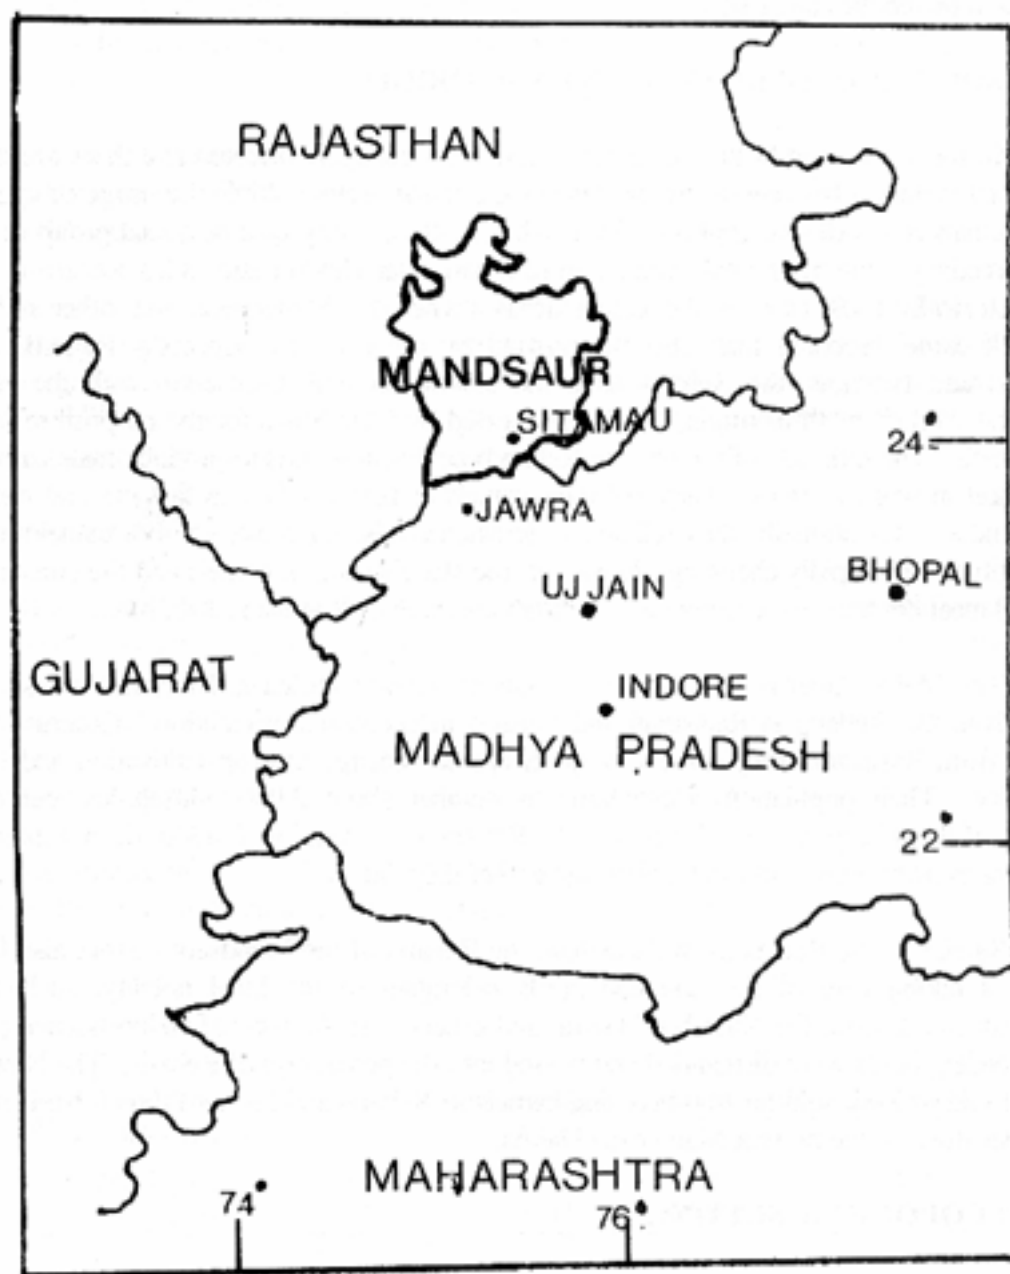 RAJASTHAN
MANDSAUR
SITAMAU
24
JAWRA
BHOPAL
UJJAIN
GUJARAT
INDORE
MADHYA PRADESH
22
MAHARASHTRA
74
76